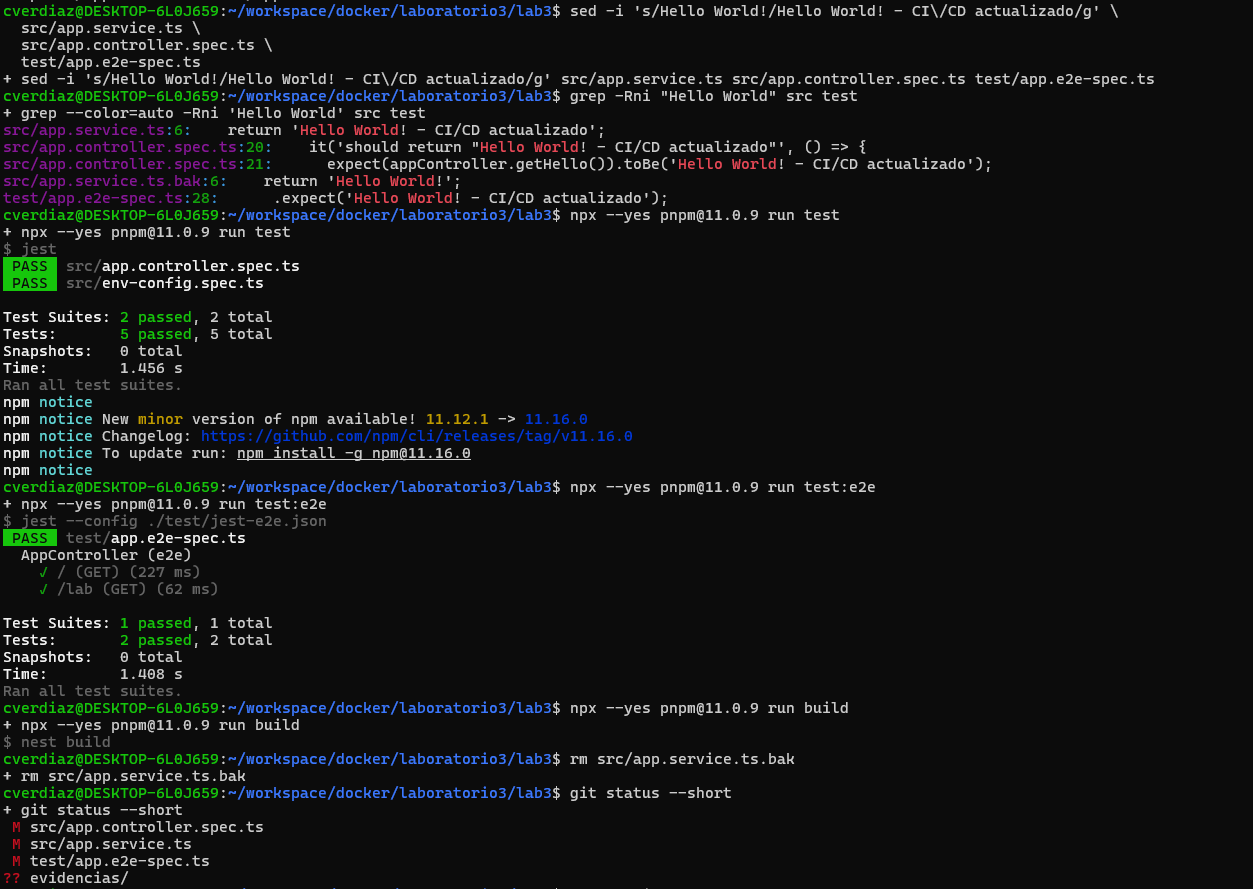 cverdiaz@DESKTOP-6L0J659:~/workspace/docker/laboratorio3/lab3$ sed -i 's/Hello World!/Hello World! - CI\/CD actualizado/g' \
  src/app.service.ts \
  src/app.controller.spec.ts \
  test/app.e2e-spec.ts
+ sed -i 's/Hello World!/Hello World! - CI\/CD actualizado/g' src/app.service.ts src/app.controller.spec.ts test/app.e2e-spec.ts
cverdiaz@DESKTOP-6L0J659:~/workspace/docker/laboratorio3/lab3$ grep -Rni "Hello World" src test
+ grep --color=auto -Rni 'Hello World' src test
src/app.service.ts:6:    return 'Hello World! - CI/CD actualizado';
src/app.controller.spec.ts:20:    it('should return "Hello World! - CI/CD actualizado"', () => {
src/app.controller.spec.ts:21:      expect(appController.getHello()).toBe('Hello World! - CI/CD actualizado');
src/app.service.ts.bak:6:    return 'Hello World!';
test/app.e2e-spec.ts:28:      .expect('Hello World! - CI/CD actualizado');
cverdiaz@DESKTOP-6L0J659:~/workspace/docker/laboratorio3/lab3$ npx --yes pnpm@11.0.9 run test
+ npx --yes pnpm@11.0.9 run test
$ jest
PASS src/app.controller.spec.ts
PASS src/env-config.spec.ts
Test Suites: 2 passed, 2 total
Tests:       5 passed, 5 total
Snapshots:   0 total
Time:        1.456 s
Ran all test suites.
npm notice
npm notice New minor version of npm available! 11.12.1 -> 11.16.0
npm notice Changelog: https://github.com/npm/cli/releases/tag/v11.16.0
npm notice To update run: npm install -g npm@11.16.0
npm notice
cverdiaz@DESKTOP-6L0J659:~/workspace/docker/laboratorio3/lab3$ npx --yes pnpm@11.0.9 run test:e2e
+ npx --yes pnpm@11.0.9 run test:e2e
$ jest --config ./test/jest-e2e.json
PASS test/app.e2e-spec.ts
  AppController (e2e)
    √ / (GET) (227 ms)
    √ /lab (GET) (62 ms)
Test Suites: 1 passed, 1 total
Tests:       2 passed, 2 total
Snapshots:   0 total
Time:        1.408 s
Ran all test suites.
cverdiaz@DESKTOP-6L0J659:~/workspace/docker/laboratorio3/lab3$ npx --yes pnpm@11.0.9 run build
+ npx --yes pnpm@11.0.9 run build
$ nest build
cverdiaz@DESKTOP-6L0J659:~/workspace/docker/laboratorio3/lab3$ rm src/app.service.ts.bak
+ rm src/app.service.ts.bak
cverdiaz@DESKTOP-6L0J659:~/workspace/docker/laboratorio3/lab3$ git status --short
+ git status --short
 M src/app.controller.spec.ts
 M src/app.service.ts
 M test/app.e2e-spec.ts
?? evidencias/